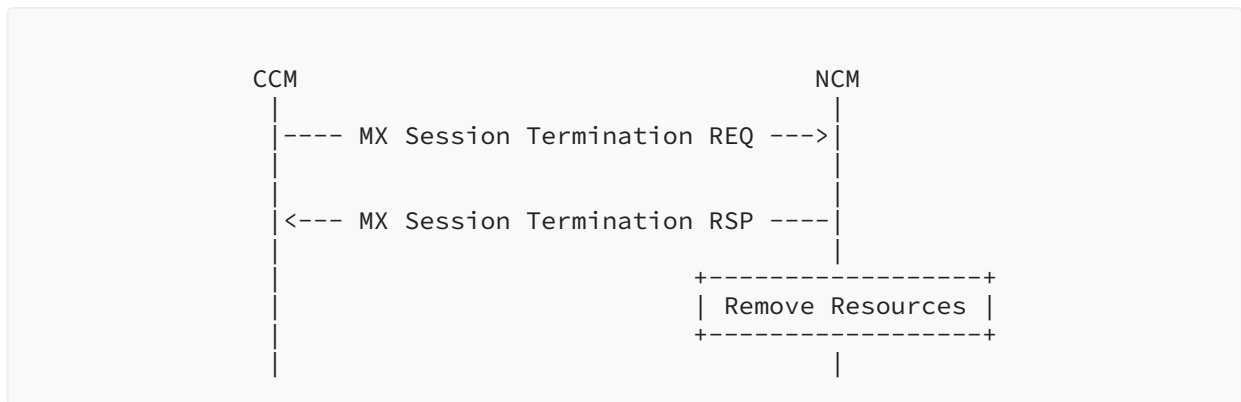 CCM NCM
| |
|---- MX Session Termination REQ --->|
| |
| |
|<--- MX Session Termination RSP ----|
| |
| +------------------+
| | Remove Resources |
| +------------------+
| |